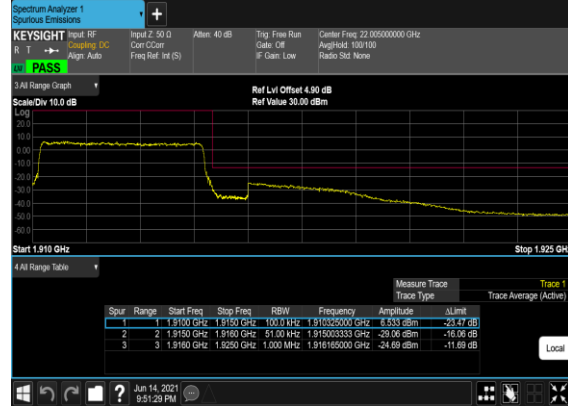 Spectrum Analyzer 1
Spurious Emissions
+
KEYSIGHT Input: RF Input Z: 50 Ω Atten: 40 dB Trig: Free Run Center Freq: 22.005000000 GHz
R T Coupling: DC Corr CCorr Gate: Off Avg|Hold: 100/100
Align: Auto Freq Ref: Int (S) IF Gain: Low Radio Std: None
PASS
3 All Range Graph Ref Lvl Offset 4.90 dB
Scale/Div 10.0 dB Ref Value 30.00 dBm
Log
20.0
10.0
0.00
-10.0
-20.0
-30.0
-40.0
-50.0
-60.0
Start 1.910 GHz Stop 1.925 GH
4 All Range Table
Measure Trace Trace 1
Trace Type Trace Average (Active)
Spur Range Start Freq Stop Freq RBW Frequency Amplitude ΔLimit
1 1 1.9100 GHz 1.9150 GHz 100.0 kHz 1.910325000 GHz 6.533 dBm -23.47 dB
2 2 1.9150 GHz 1.9160 GHz 51.00 kHz 1.915003333 GHz -29.06 dBm -16.06 dB
3 3 1.9160 GHz 1.9250 GHz 1.000 MHz 1.916165000 GHz -24.69 dBm -11.69 dB
Local
? Jun 14, 2021
9:51:29 PM